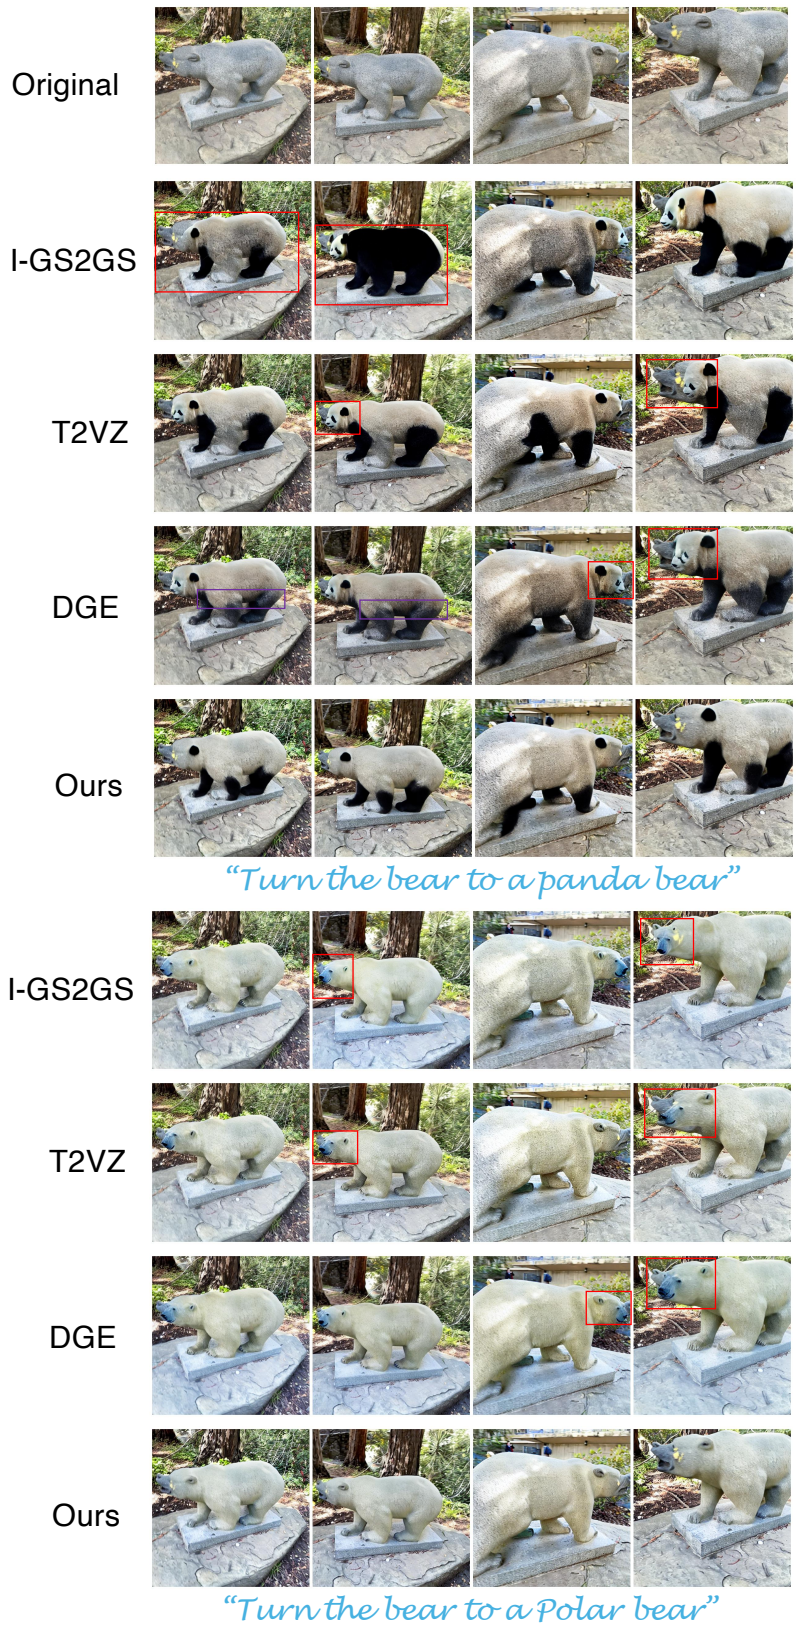 Original
I-GS2GS
T2VZ
DGE
Ours
“Turn the bear to a panda bear”
I-GS2GS
T2VZ
DGE
Ours
“Turn the bear to a Polar bear”